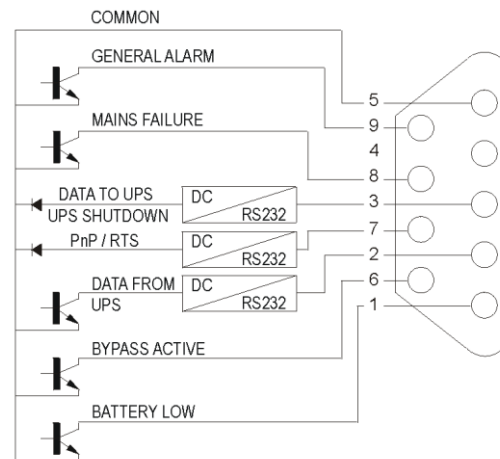 COMMON
GENERAL ALARM
5
9
MAINS FAILURE
4
8
DATA TO UPS
UPS SHUTDOWN
DC
RS232
3
PnP / RTS
DC
RS232
7
DATA FROM
UPS
DC
RS232
2
BYPASS ACTIVE
6
BATTERY LOW
1